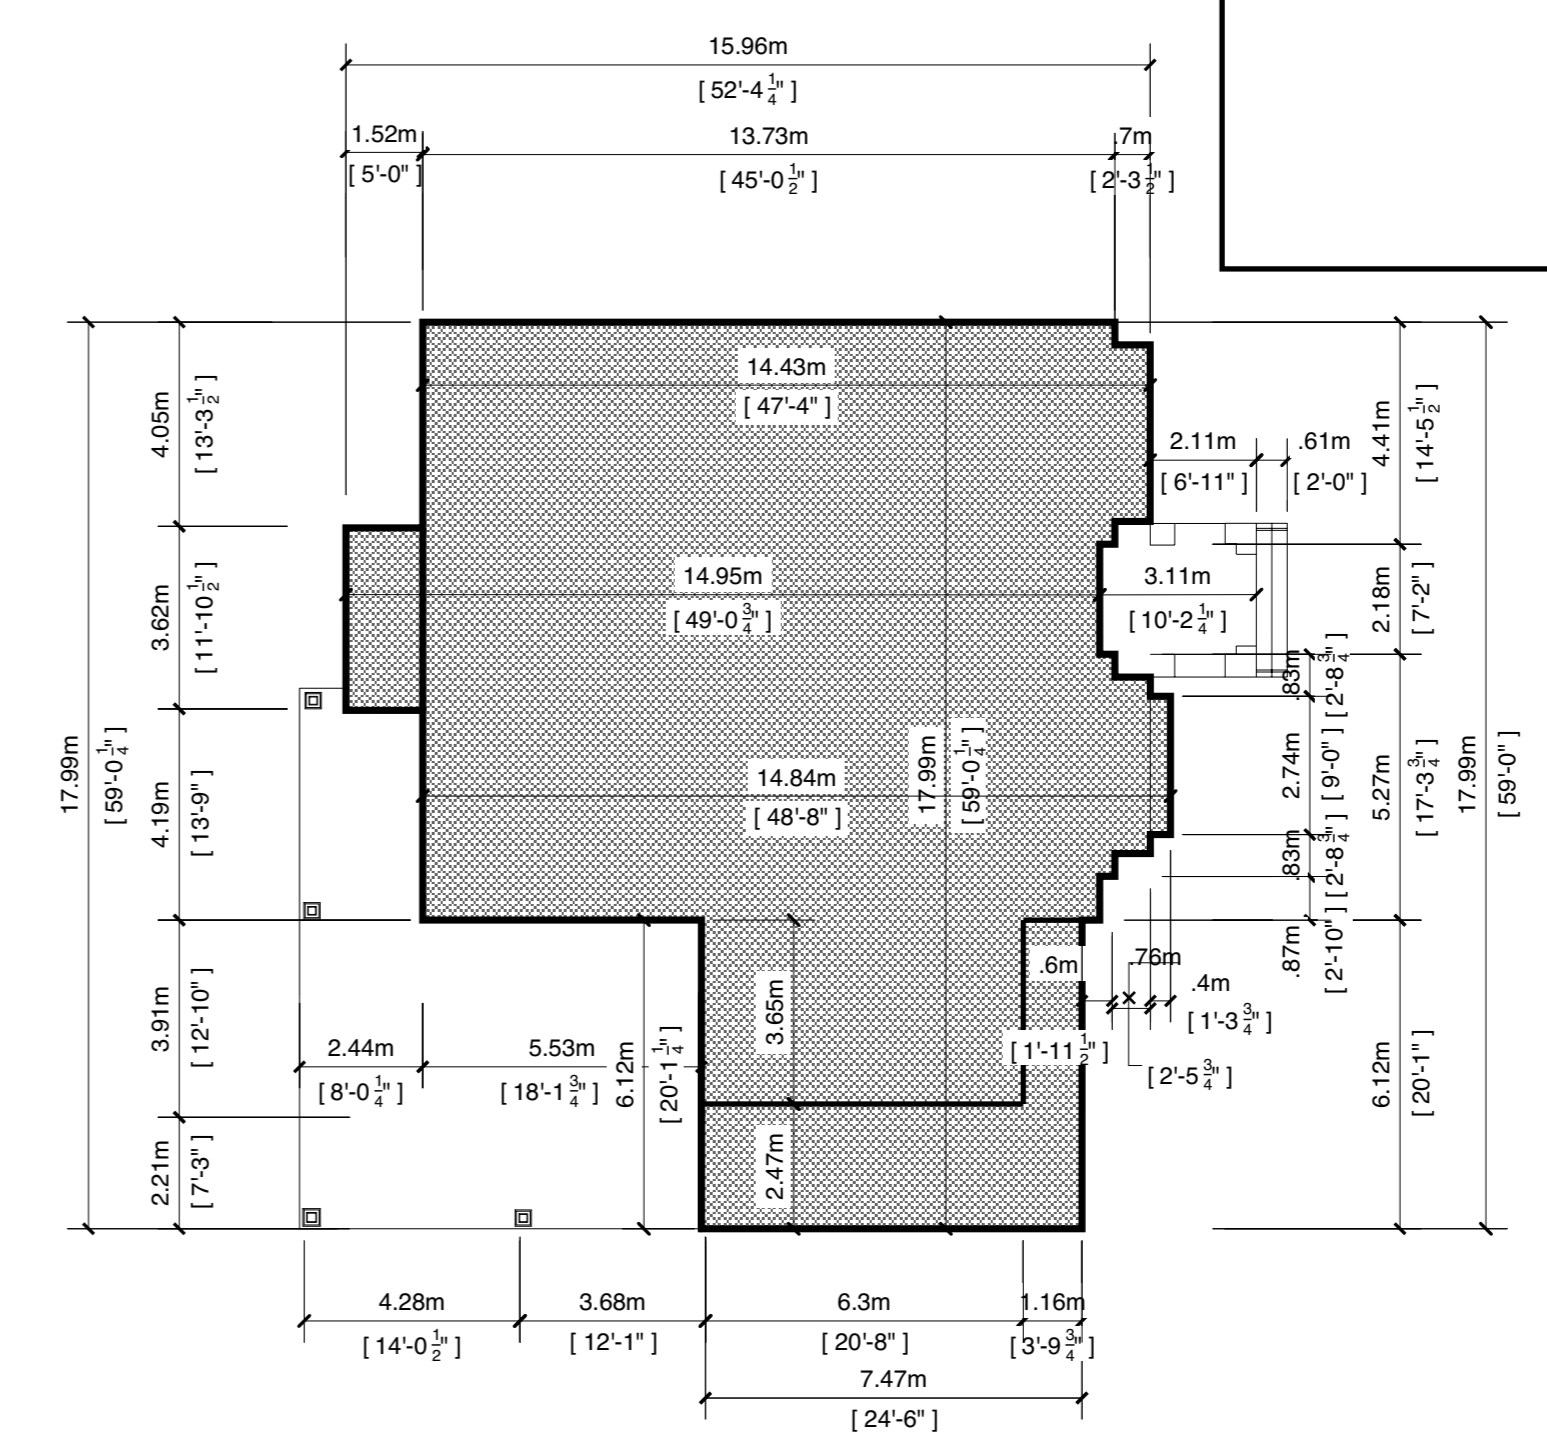 15.96m
[ 52'-4 1/4" ]
1.52m
[ 5'-0" ]
13.73m
[ 45'-0 1/2" ]
.7m
[ 2'-3 1/2" ]
14.43m
[ 47'-4" ]
4.05m
[ 13'-3 1/2" ]
4.41m
[ 14'-5 1/2" ]
2.11m
[ 6'-11" ]
.61m
[ 2'-0" ]
3.62m
[ 11'-10 1/2" ]
14.95m
[ 49'-0 3/4" ]
3.11m
[ 10'-2 1/4" ]
2.18m
[ 7'-2" ]
.83m
[ 2'-8 3/4" ]
17.99m
[ 59'-0 1/4" ]
4.19m
[ 13'-9" ]
14.84m
[ 48'-8" ]
17.99m
[ 59'-0 1/4" ]
2.74m
[ 9'-0" ]
5.27m
[ 17'-3 3/4" ]
17.99m
[ 59'-0" ]
.83m
[ 2'-8 3/4" ]
.87m
[ 2'-10" ]
3.91m
[ 12'-10" ]
2.44m
[ 8'-0 1/4" ]
5.53m
[ 18'-1 3/4" ]
6.12m
[ 20'-1 1/4" ]
3.65m
.6m
[ 1'-11 1/2" ]
.76m
[ 2'-5 3/4" ]
.4m
[ 1'-3 3/4" ]
6.12m
[ 20'-1" ]
2.21m
[ 7'-3" ]
2.47m
4.28m
[ 14'-0 1/2" ]
3.68m
[ 12'-1" ]
6.3m
[ 20'-8" ]
1.16m
[ 3'-9 3/4" ]
7.47m
[ 24'-6" ]